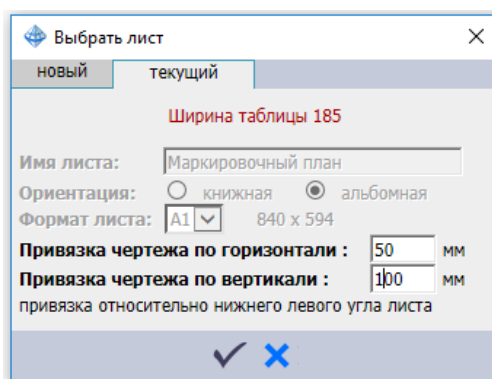 Выбрать лист
новый текущий
Ширина таблицы 185
Имя листа: Маркировочный план
Ориентация: книжная альбомная
Формат листа: A1 840 x 594
Привязка чертежа по горизонтали : 50 мм
Привязка чертежа по вертикали : 100 мм
привязка относительно нижнего левого угла листа